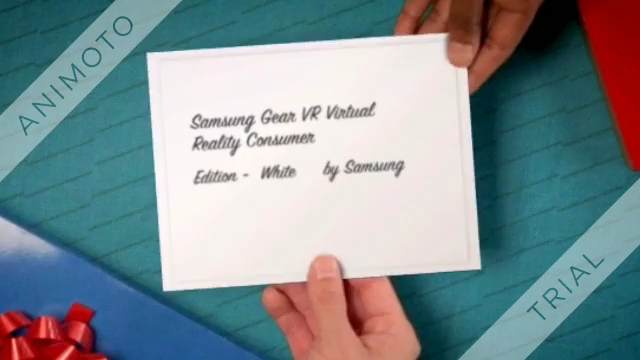 ANIMOTO
Samsung Gear VR Virtual
Reality Consumer
Edition - White by Samsung
TRIAL